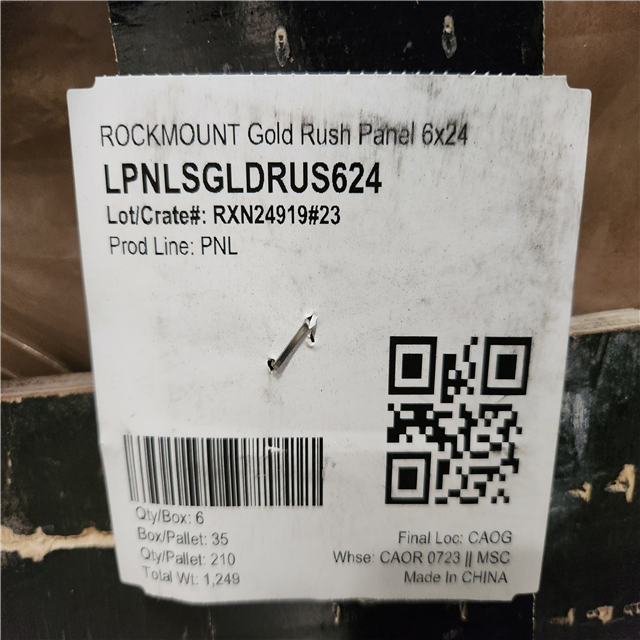 ROCKMOUNT Gold Rush Panel 6x24
LPNLSGLDRUS624
Lot/Crate#: RXN24919#23
Prod Line: PNL
Qty/Box: 6
Box/Pallet: 35
Qty/Pallet: 210
Total Wt: 1,249
Final Loc: CAOG
Whse: CAOR 0723 || MSC
Made In CHINA